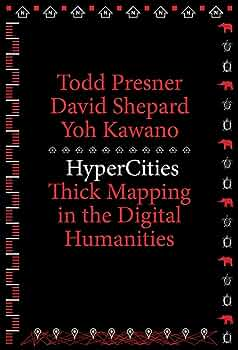 Todd Presner
David Shepard
Yoh Kawano
HyperCities
Thick Mapping
in the Digital
Humanities